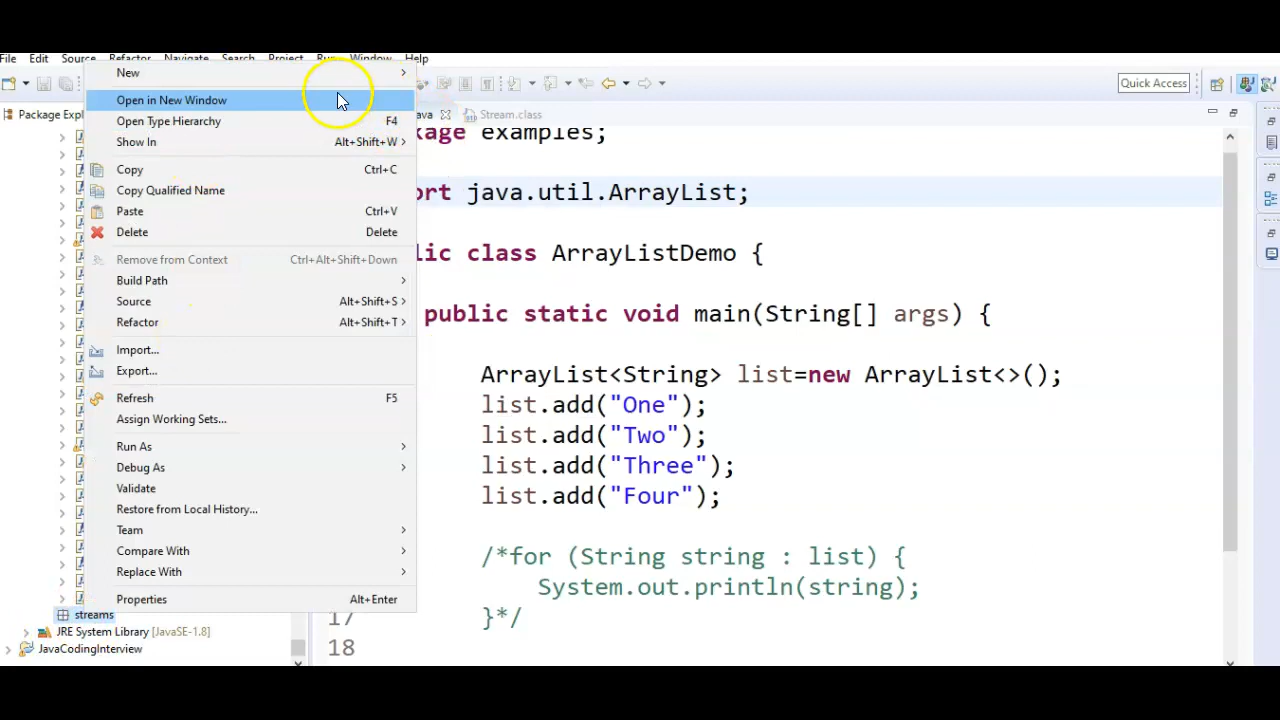 File Edit Source Refactor Navigate Search Project Run Window Help
Quick Access
Package Expl
Stream.class
New
Open in New Window
Open Type Hierarchy F4
Show In Alt+Shift+W
Copy Ctrl+C
Copy Qualified Name
Paste Ctrl+V
Delete Delete
Remove from Context Ctrl+Alt+Shift+Down
Build Path
Source Alt+Shift+S
Refactor Alt+Shift+T
Import...
Export...
Refresh F5
Assign Working Sets...
Run As
Debug As
Validate
Restore from Local History...
Team
Compare With
Replace With
Properties Alt+Enter
streams
JRE System Library [JavaSE-1.8]
JavaCodingInterview
kage examples;
ort java.util.ArrayList;
lic class ArrayListDemo {
public static void main(String[] args) {
ArrayList<String> list=new ArrayList<>();
list.add("One");
list.add("Two");
list.add("Three");
list.add("Four");
/*for (String string : list) {
System.out.println(string);
17 }*/
18